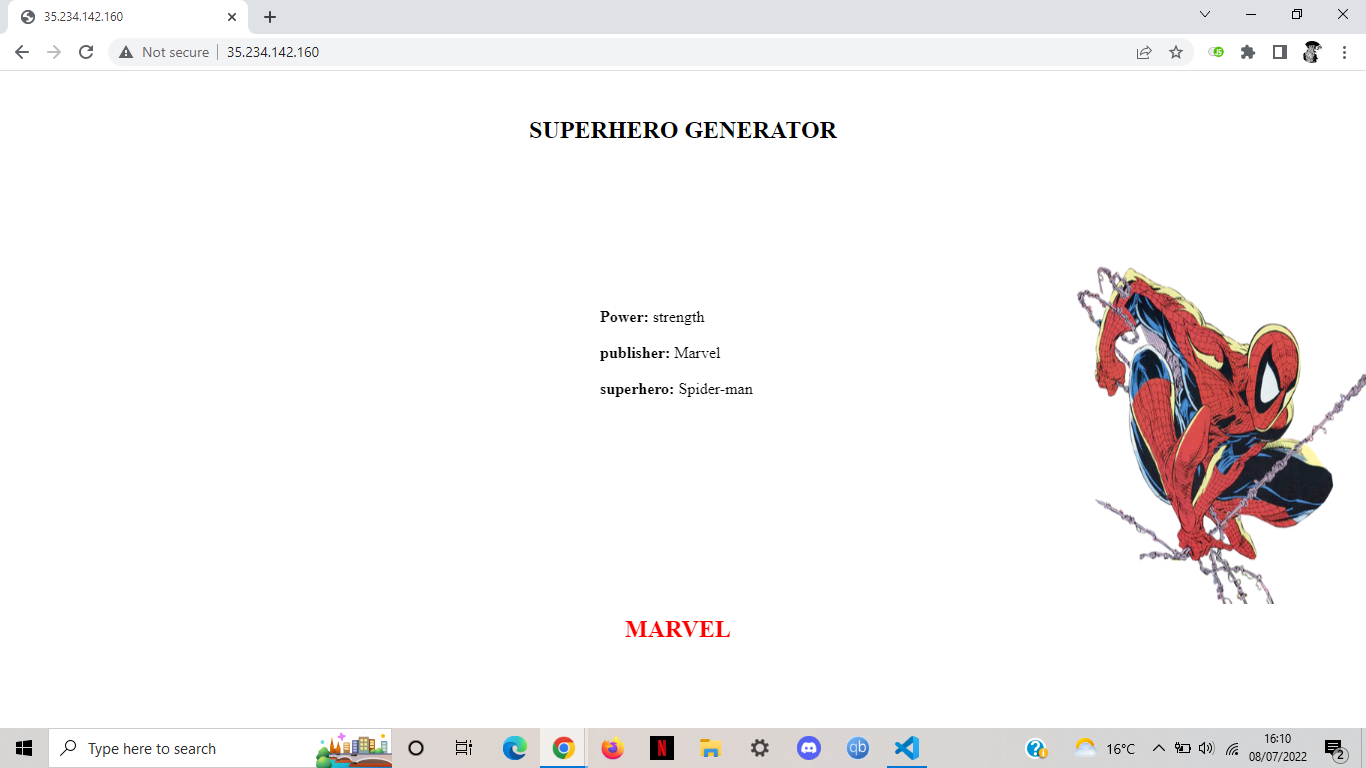 35.234.142.160
Not secure
35.234.142.160
SUPERHERO GENERATOR
Power: strength
publisher: Marvel
superhero: Spider-man
MARVEL
Type here to search
N
qb
16°C
16:10
08/07/2022
2